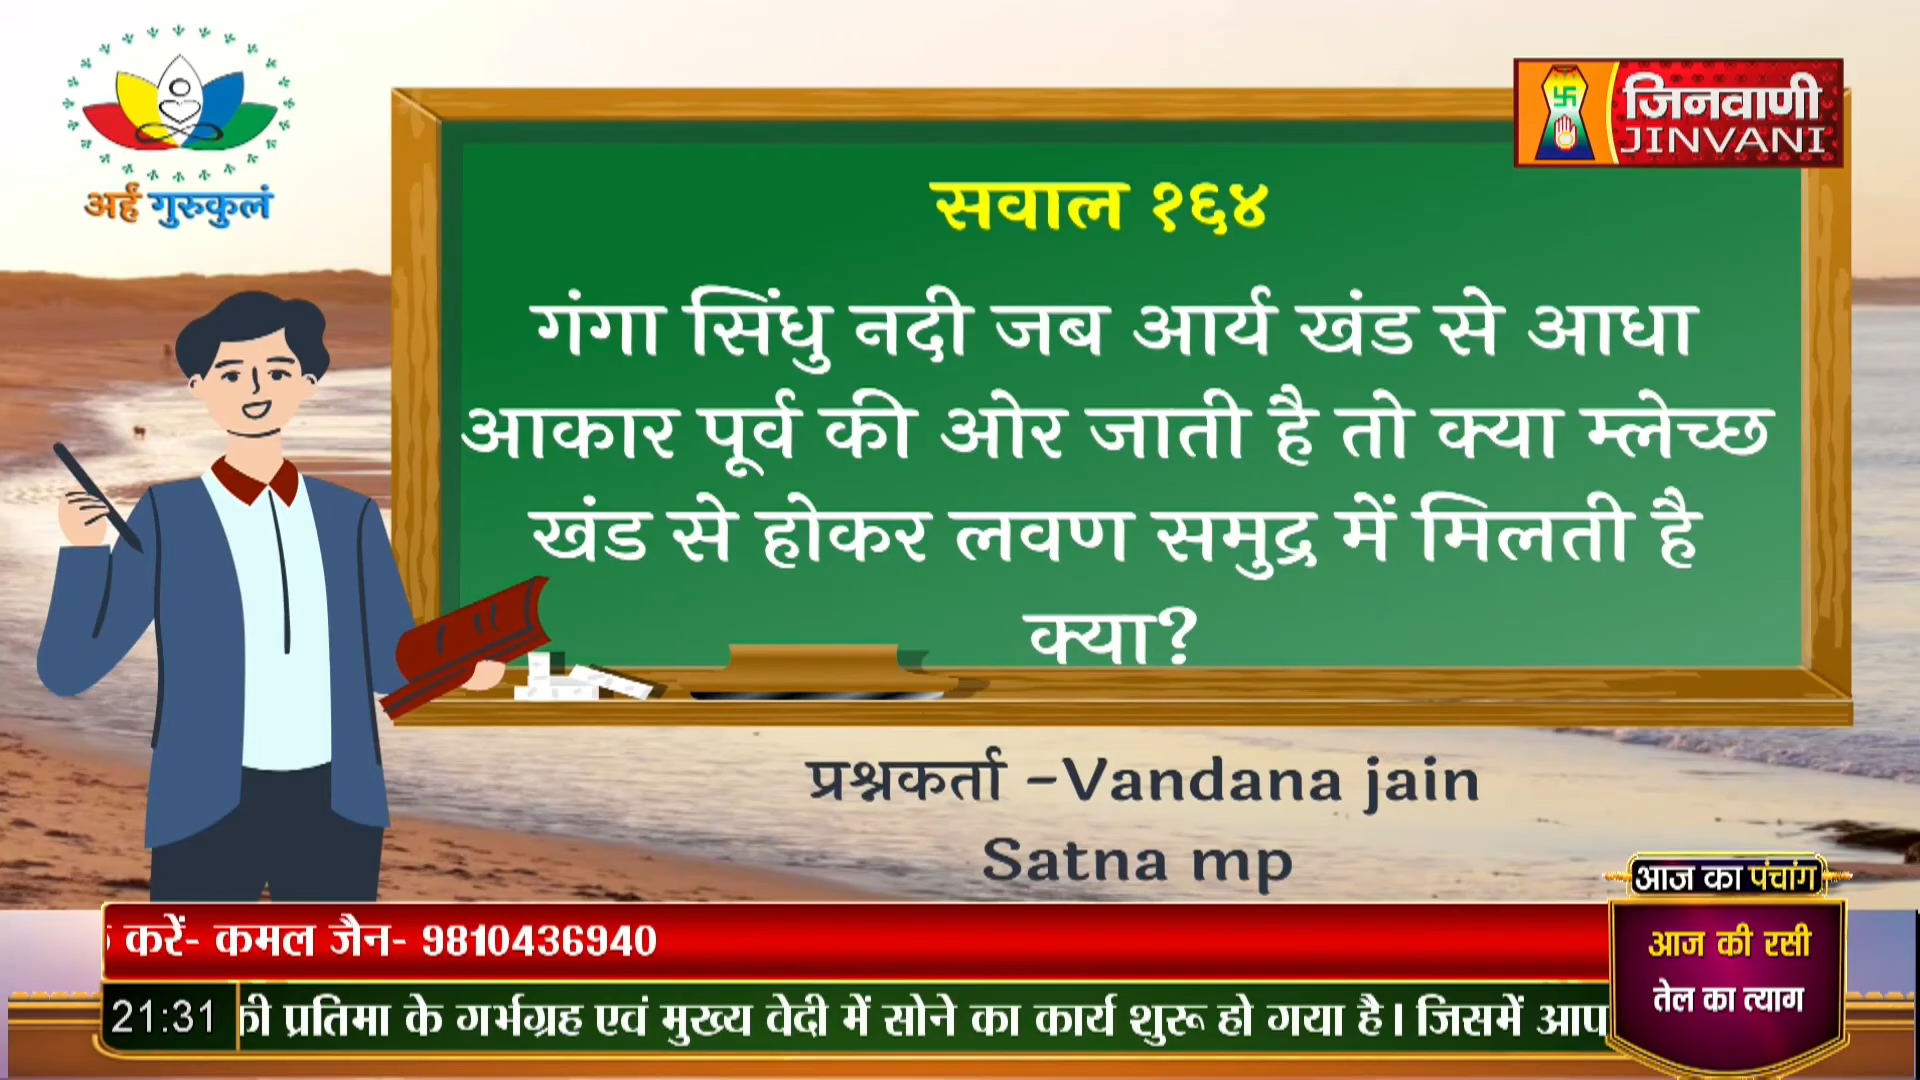 अर्हं गुरुकुलं
जिनवाणी
JINVANI
सवाल १६४
गंगा सिंधु नदी जब आर्य खंड से आधा
आकार पूर्व की ओर जाती है तो क्या म्लेच्छ
खंड से होकर लवण समुद्र में मिलती है
क्या?
प्रश्नकर्ता -Vandana jain
Satna mp
आज का पंचांग
आज की रसी
तेल का त्याग
करें- कमल जैन- 9810436940
21:31
की प्रतिमा के गर्भग्रह एवं मुख्य वेदी में सोने का कार्य शुरू हो गया है। जिसमें आप